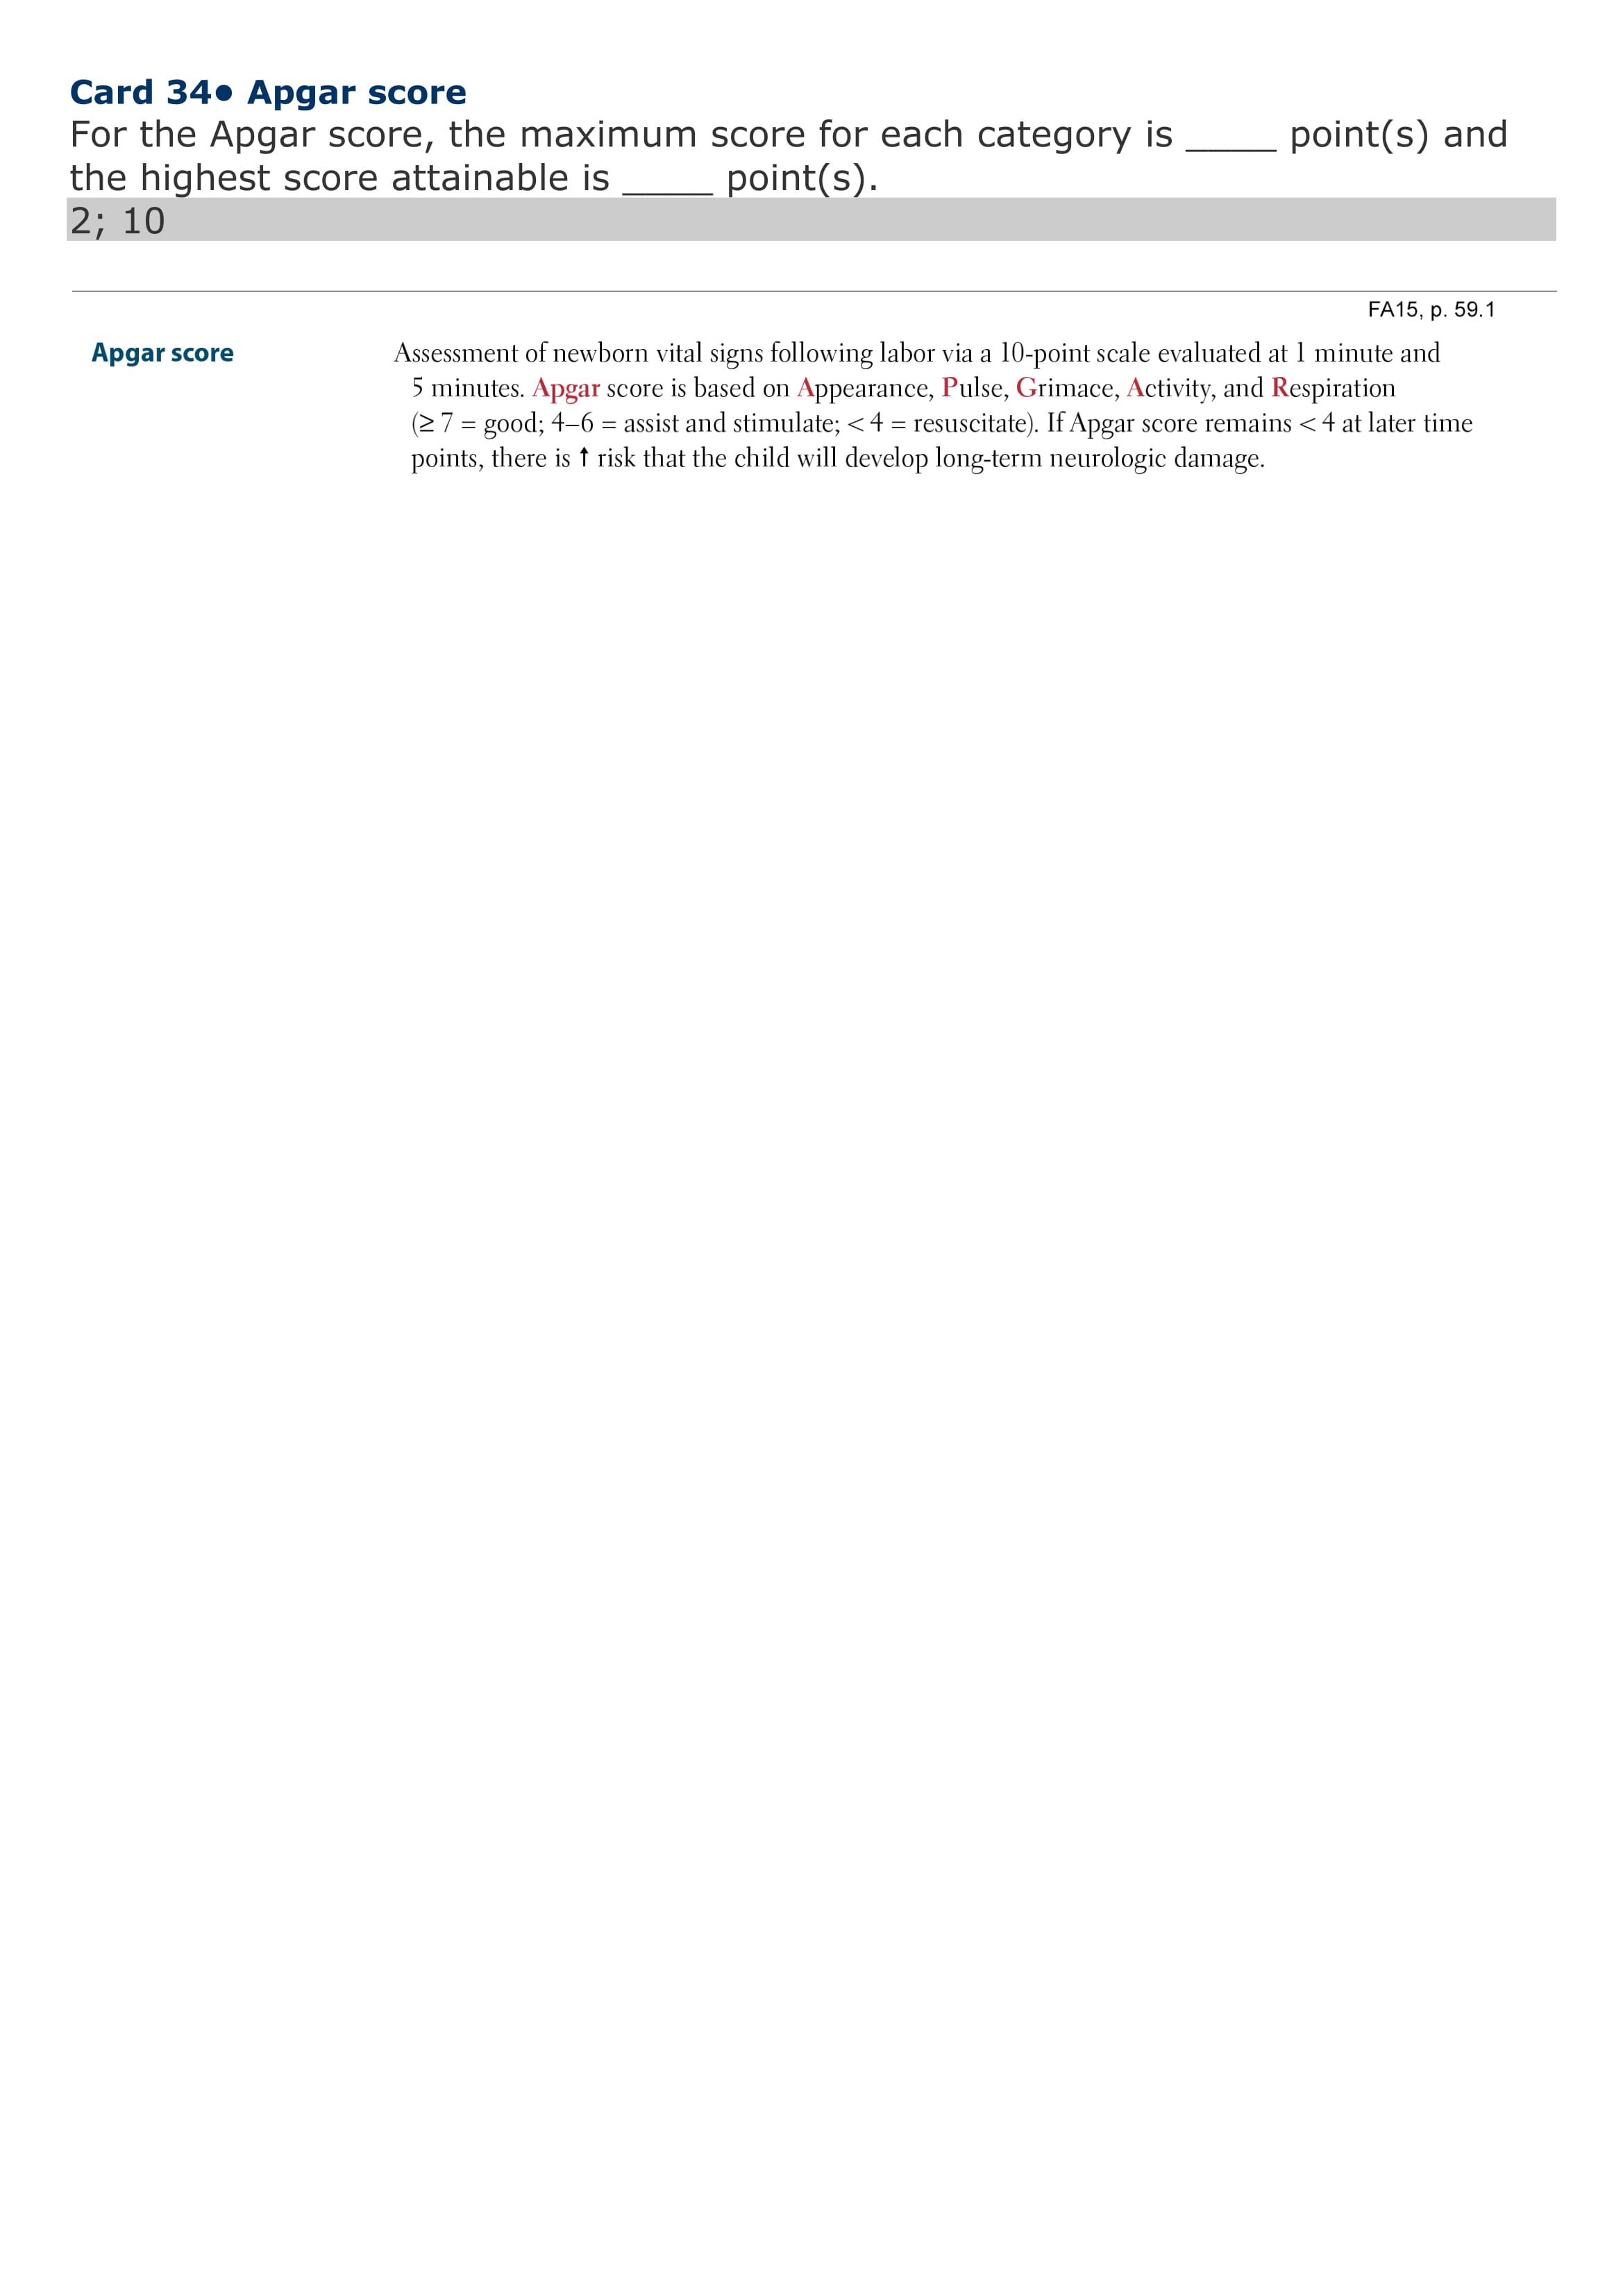 Card 34• Apgar score
For the Apgar score, the maximum score for each category is _____ point(s) and
the highest score attainable is _____ point(s).
2; 10
FA15, p. 59.1
Apgar score
Assessment of newborn vital signs following labor via a 10-point scale evaluated at 1 minute and
5 minutes. Apgar score is based on Appearance, Pulse, Grimace, Activity, and Respiration
(≥ 7 = good; 4–6 = assist and stimulate; < 4 = resuscitate). If Apgar score remains < 4 at later time
points, there is ↑ risk that the child will develop long-term neurologic damage.